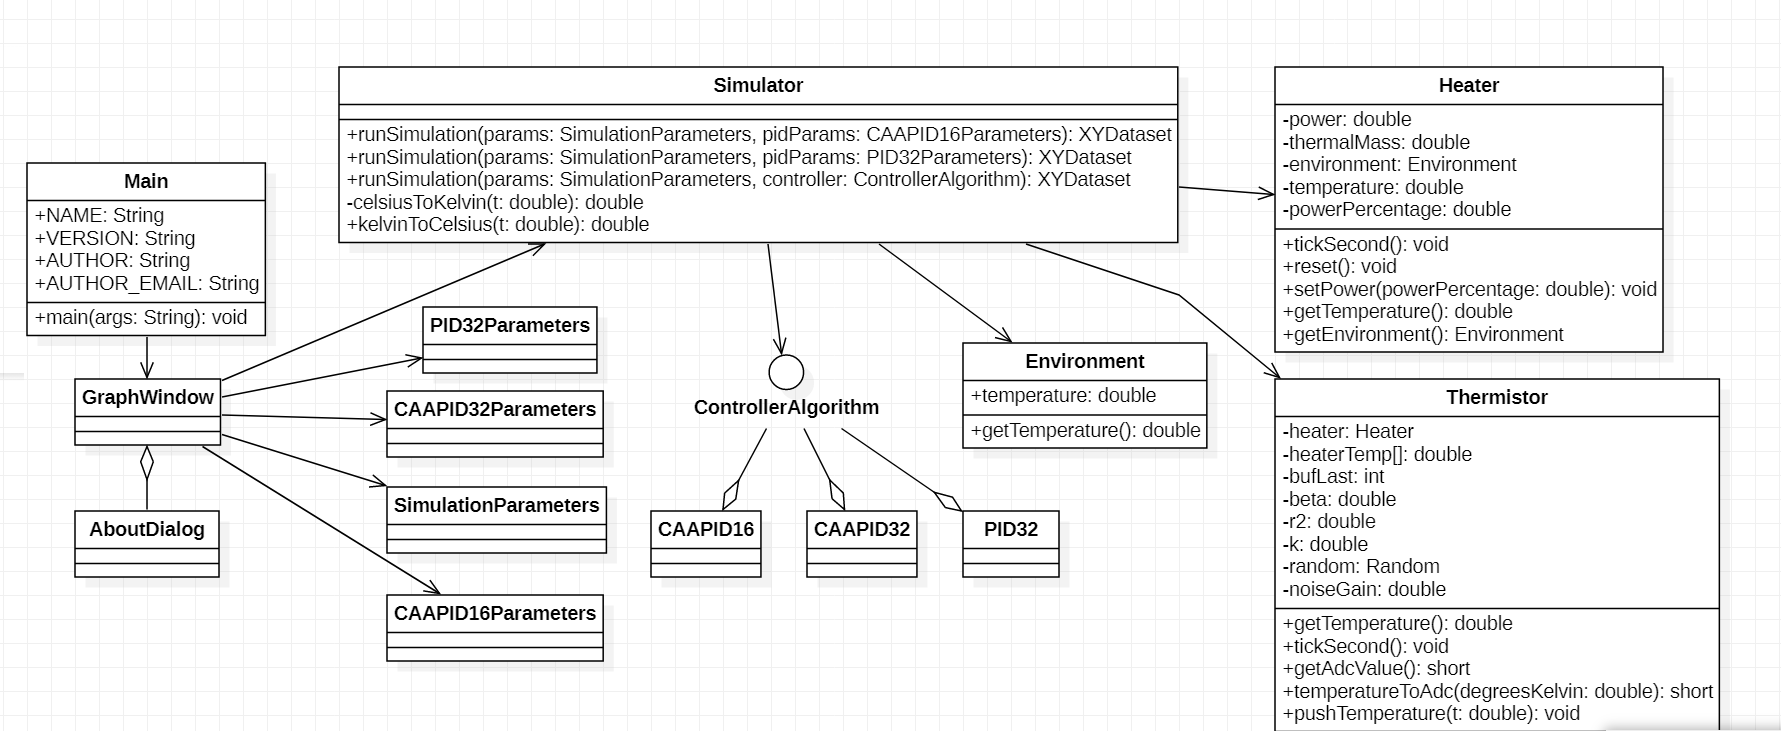 Main
+NAME: String
+VERSION: String
+AUTHOR: String
+AUTHOR_EMAIL: String
+main(args: String): void
GraphWindow
AboutDialog
Simulator
+runSimulation(params: SimulationParameters, pidParams: CAAPID16Parameters): XYDataset
+runSimulation(params: SimulationParameters, pidParams: PID32Parameters): XYDataset
+runSimulation(params: SimulationParameters, controller: ControllerAlgorithm): XYDataset
-celsiusToKelvin(t: double): double
+kelvinToCelsius(t: double): double
PID32Parameters
CAAPID32Parameters
SimulationParameters
CAAPID16Parameters
ControllerAlgorithm
CAAPID16
CAAPID32
PID32
Environment
+temperature: double
+getTemperature(): double
Heater
-power: double
-thermalMass: double
-environment: Environment
-temperature: double
-powerPercentage: double
+tickSecond(): void
+reset(): void
+setPower(powerPercentage: double): void
+getTemperature(): double
+getEnvironment(): Environment
Thermistor
-heater: Heater
-heaterTemp[]: double
-bufLast: int
-beta: double
-r2: double
-k: double
-random: Random
-noiseGain: double
+getTemperature(): double
+tickSecond(): void
+getAdcValue(): short
+temperatureToAdc(degreesKelvin: double): short
+pushTemperature(t: double): void